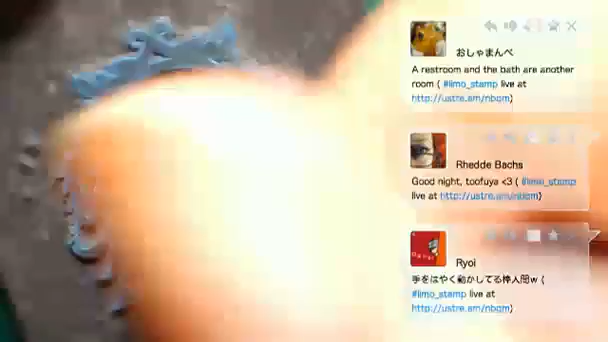 おしゃまんべ
A restroom and the bath are another
room ( #limo_stamp live at
http://ustre.am/nbqm)
Rhedde Bachs
Good night, toofuya <3 ( #limo_stamp
live at http://ustre.am/nbqm)
Ryoi
手をはやく動かしてる棒人間w (
#limo_stamp live at
http://ustre.am/nbqm)